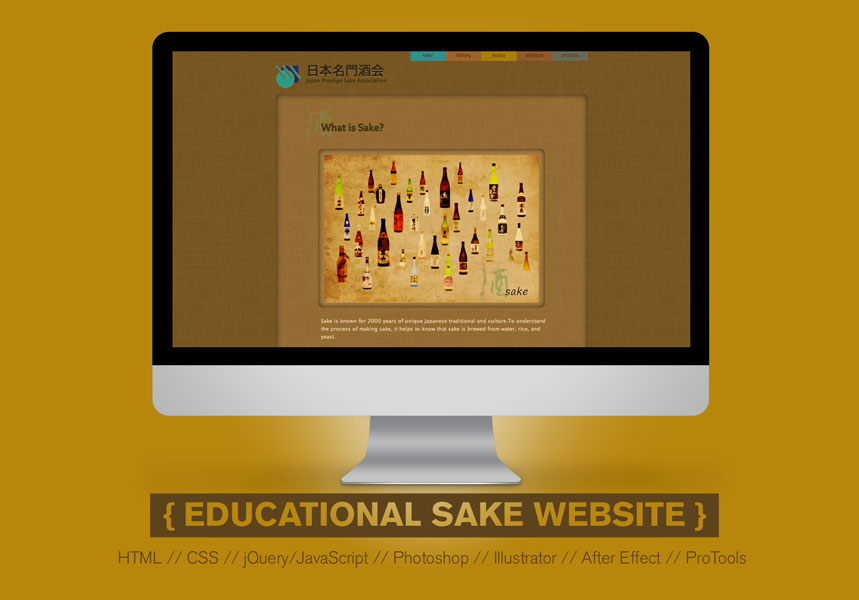 日本名門酒会
Japan Prestige Sake Association
home history basics products
酒
What is Sake?
酒 sake
Sake is known for 2000 years of unique Japanese traditional and culture.To understand
the process of making sake, it helps to know that sake is brewed from water, rice, and
yeast.
{ EDUCATIONAL SAKE WEBSITE }
HTML // CSS // jQuery/JavaScript // Photoshop // Illustrator // After Effect // ProTools